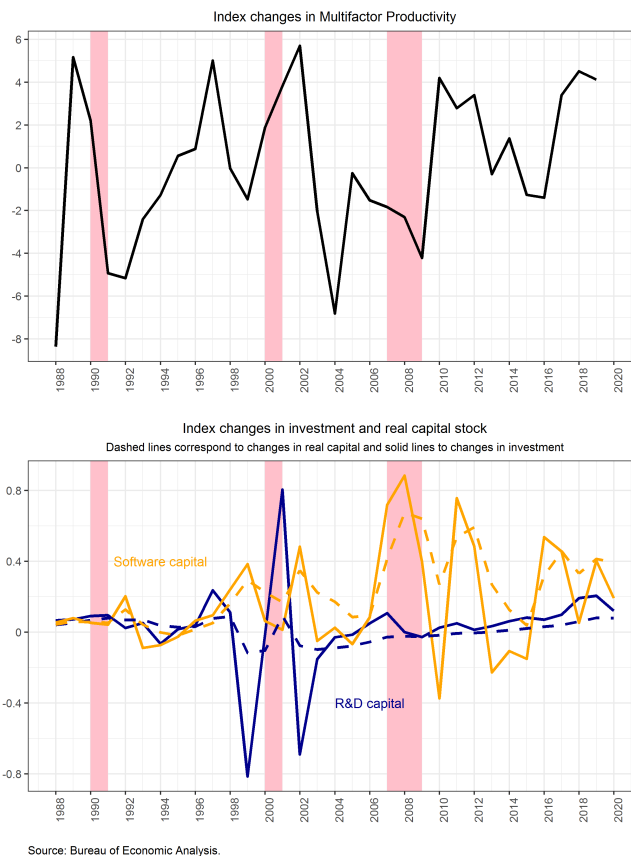 Index changes in Multifactor Productivity
6
4
2
0
-2
-4
-6
-8
1988 1990 1992 1994 1996 1998 2000 2002 2004 2006 2008 2010 2012 2014 2016 2018 2020
Index changes in investment and real capital stock
Dashed lines correspond to changes in real capital and solid lines to changes in investment
0.8
Software capital
0.4
0
R&D capital
-0.4
-0.8
1988 1990 1992 1994 1996 1998 2000 2002 2004 2006 2008 2010 2012 2014 2016 2018 2020
Source: Bureau of Economic Analysis.